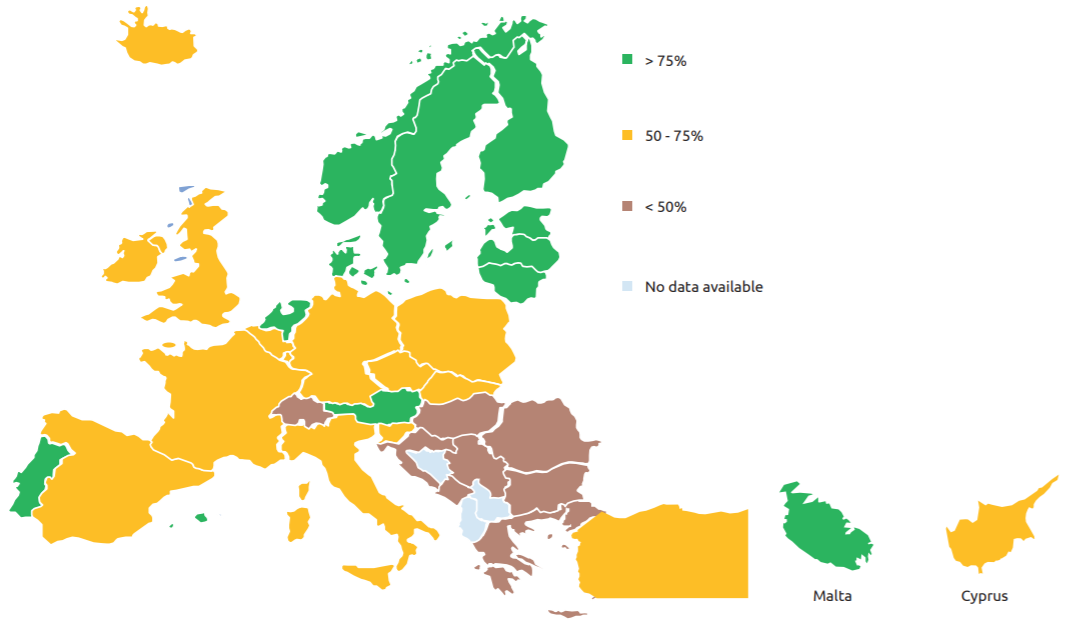 > 75%
50 - 75%
< 50%
No data available
Malta
Cyprus